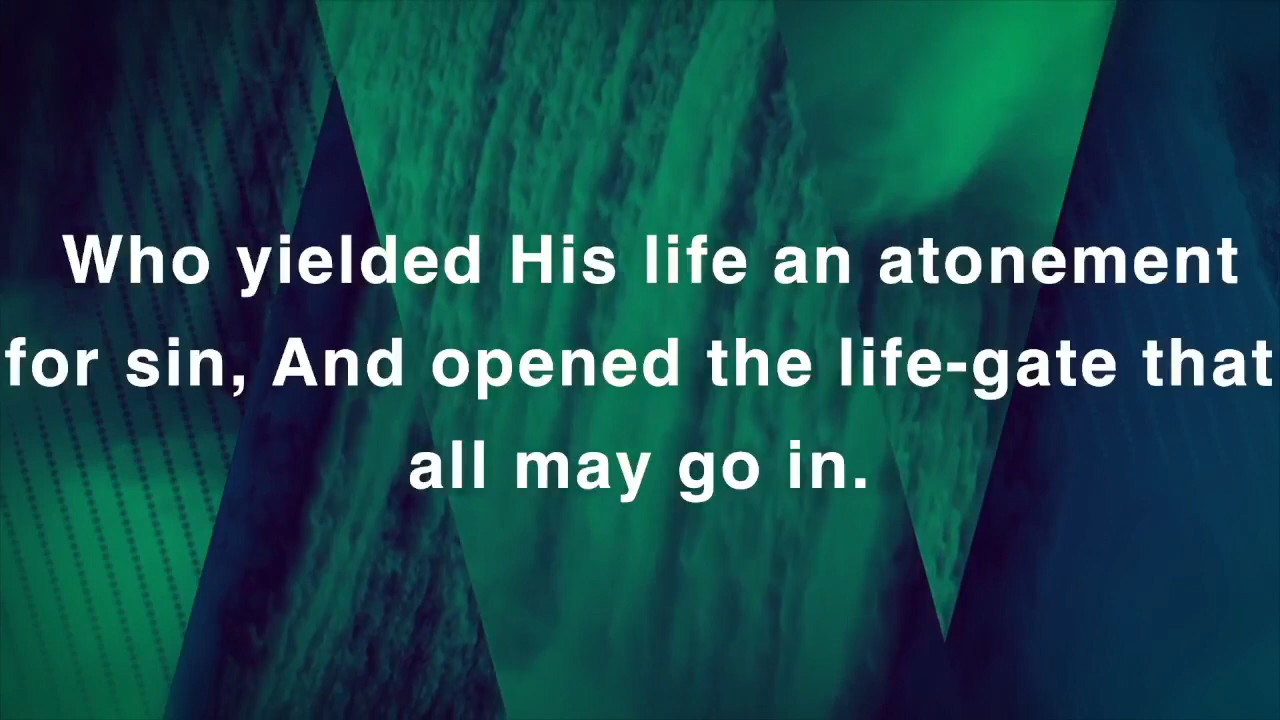 Who yielded His life an atonement
for sin, And opened the life-gate that
all may go in.